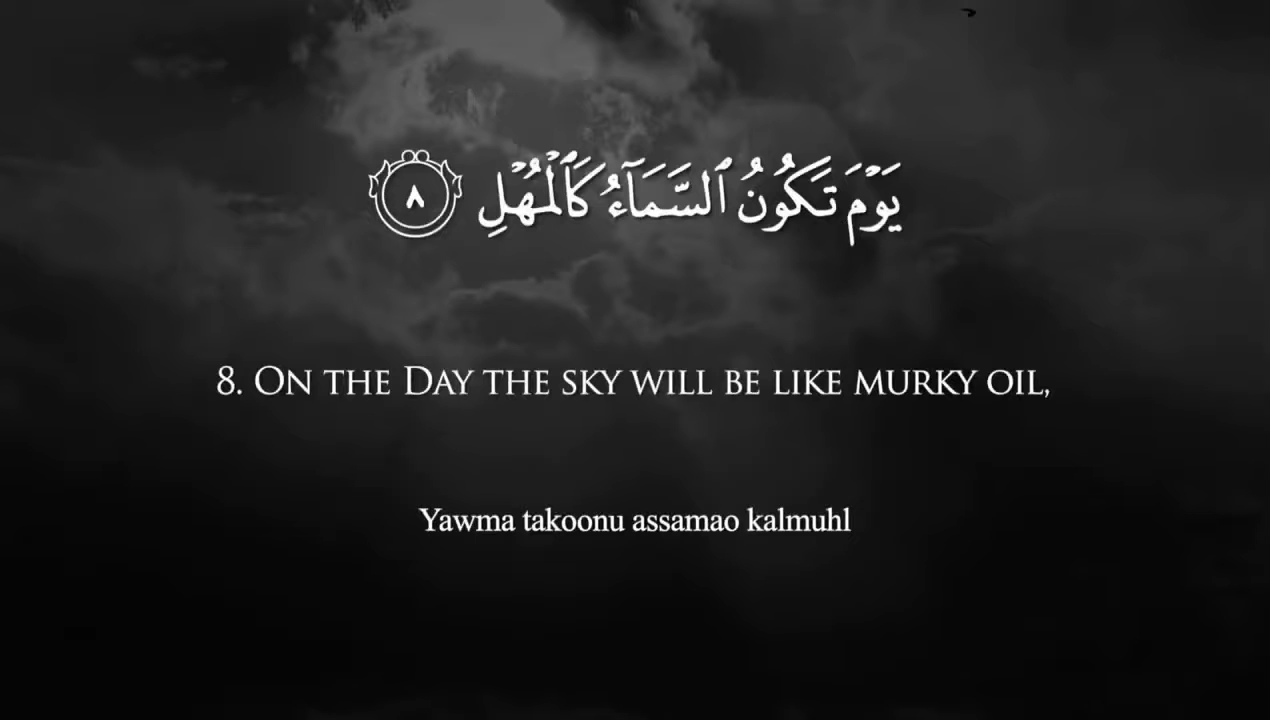 يَوْمَ تَكُونُ ٱلسَّمَآءُ كَٱلْمُهْلِ ٨
8. On the Day the sky will be like murky oil,
Yawma takoonu assamao kalmuhl